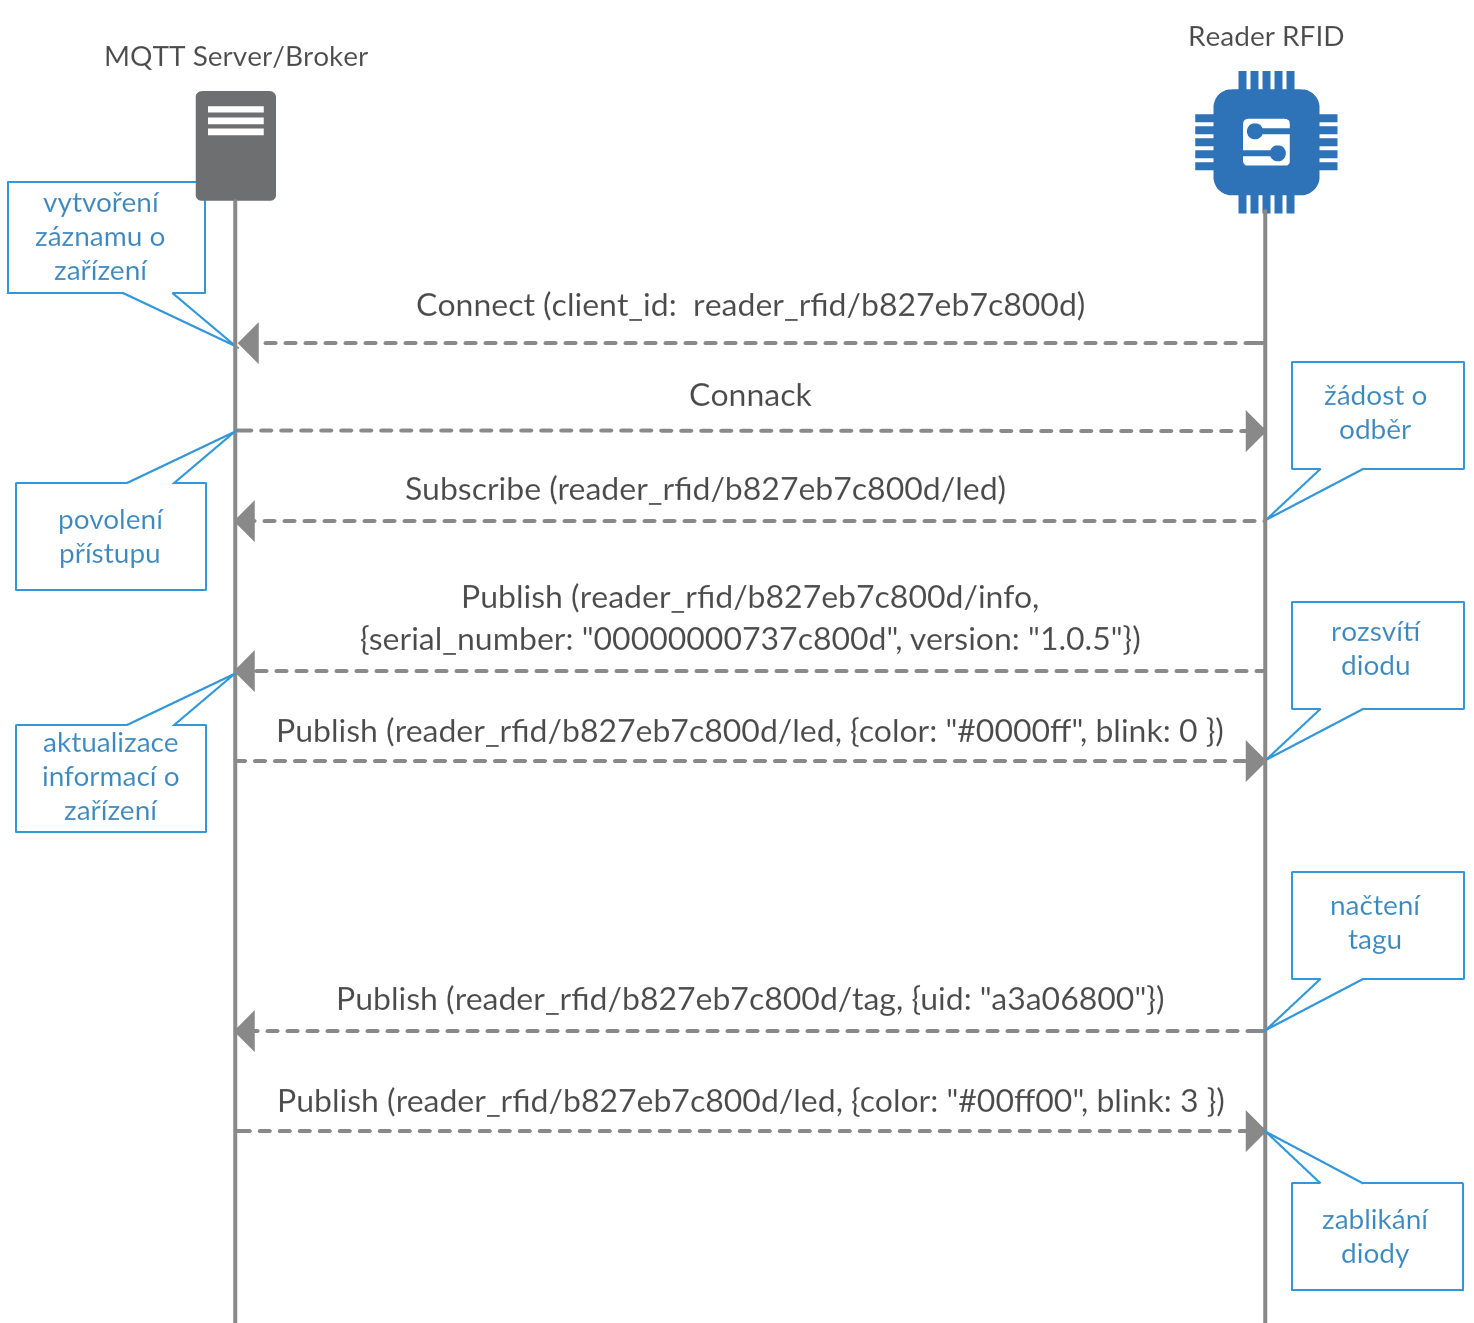 Reader RFID
MQTT Server/Broker
vytvoření
záznamu o
zařízení
Connect (client_id:  reader_rfid/b827eb7c800d)
Connack
žádost o
odběr
Subscribe (reader_rfid/b827eb7c800d/led)
povolení
přístupu
Publish (reader_rfid/b827eb7c800d/info,
{serial_number: "00000000737c800d", version: "1.0.5"})
rozsvítí
diodu
Publish (reader_rfid/b827eb7c800d/led, {color: "#0000ff", blink: 0 })
aktualizace
informací o
zařízení
načtení
tagu
Publish (reader_rfid/b827eb7c800d/tag, {uid: "a3a06800"})
Publish (reader_rfid/b827eb7c800d/led, {color: "#00ff00", blink: 3 })
zablikání
diody